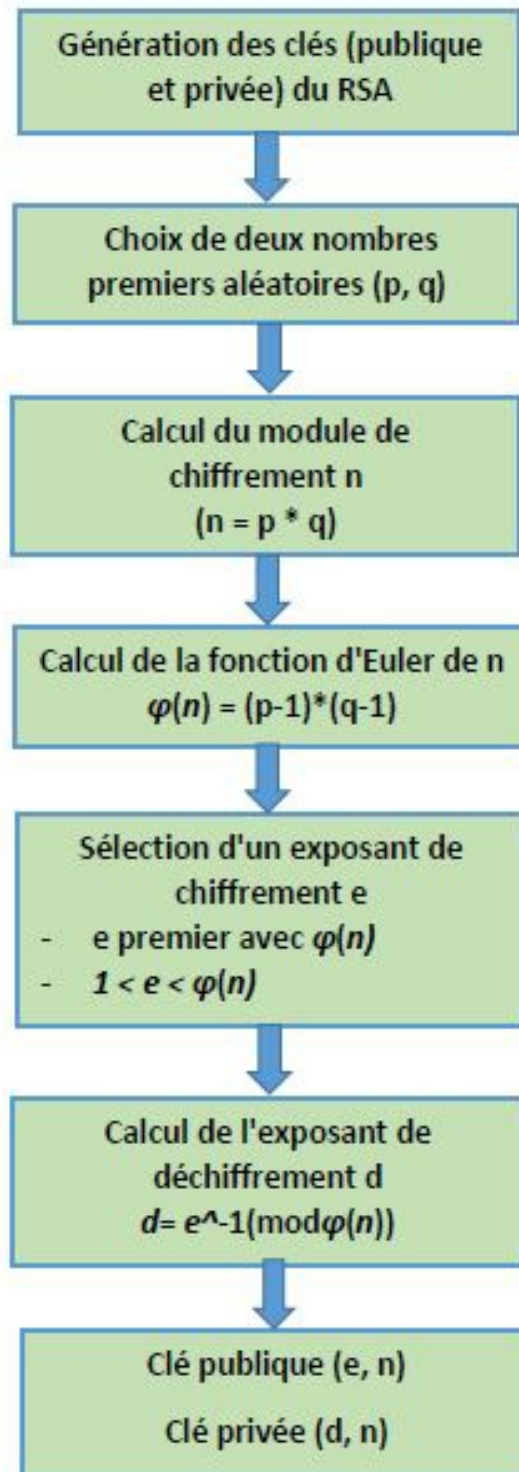 Génération des clés (publique
et privée) du RSA
Choix de deux nombres
premiers aléatoires (p, q)
Calcul du module de
chiffrement n
(n = p * q)
Calcul de la fonction d'Euler de n
φ(n) = (p-1)*(q-1)
Sélection d'un exposant de
chiffrement e
- e premier avec φ(n)
- 1 < e < φ(n)
Calcul de l'exposant de
déchiffrement d
d= e^-1(modφ(n))
Clé publique (e, n)
Clé privée (d, n)